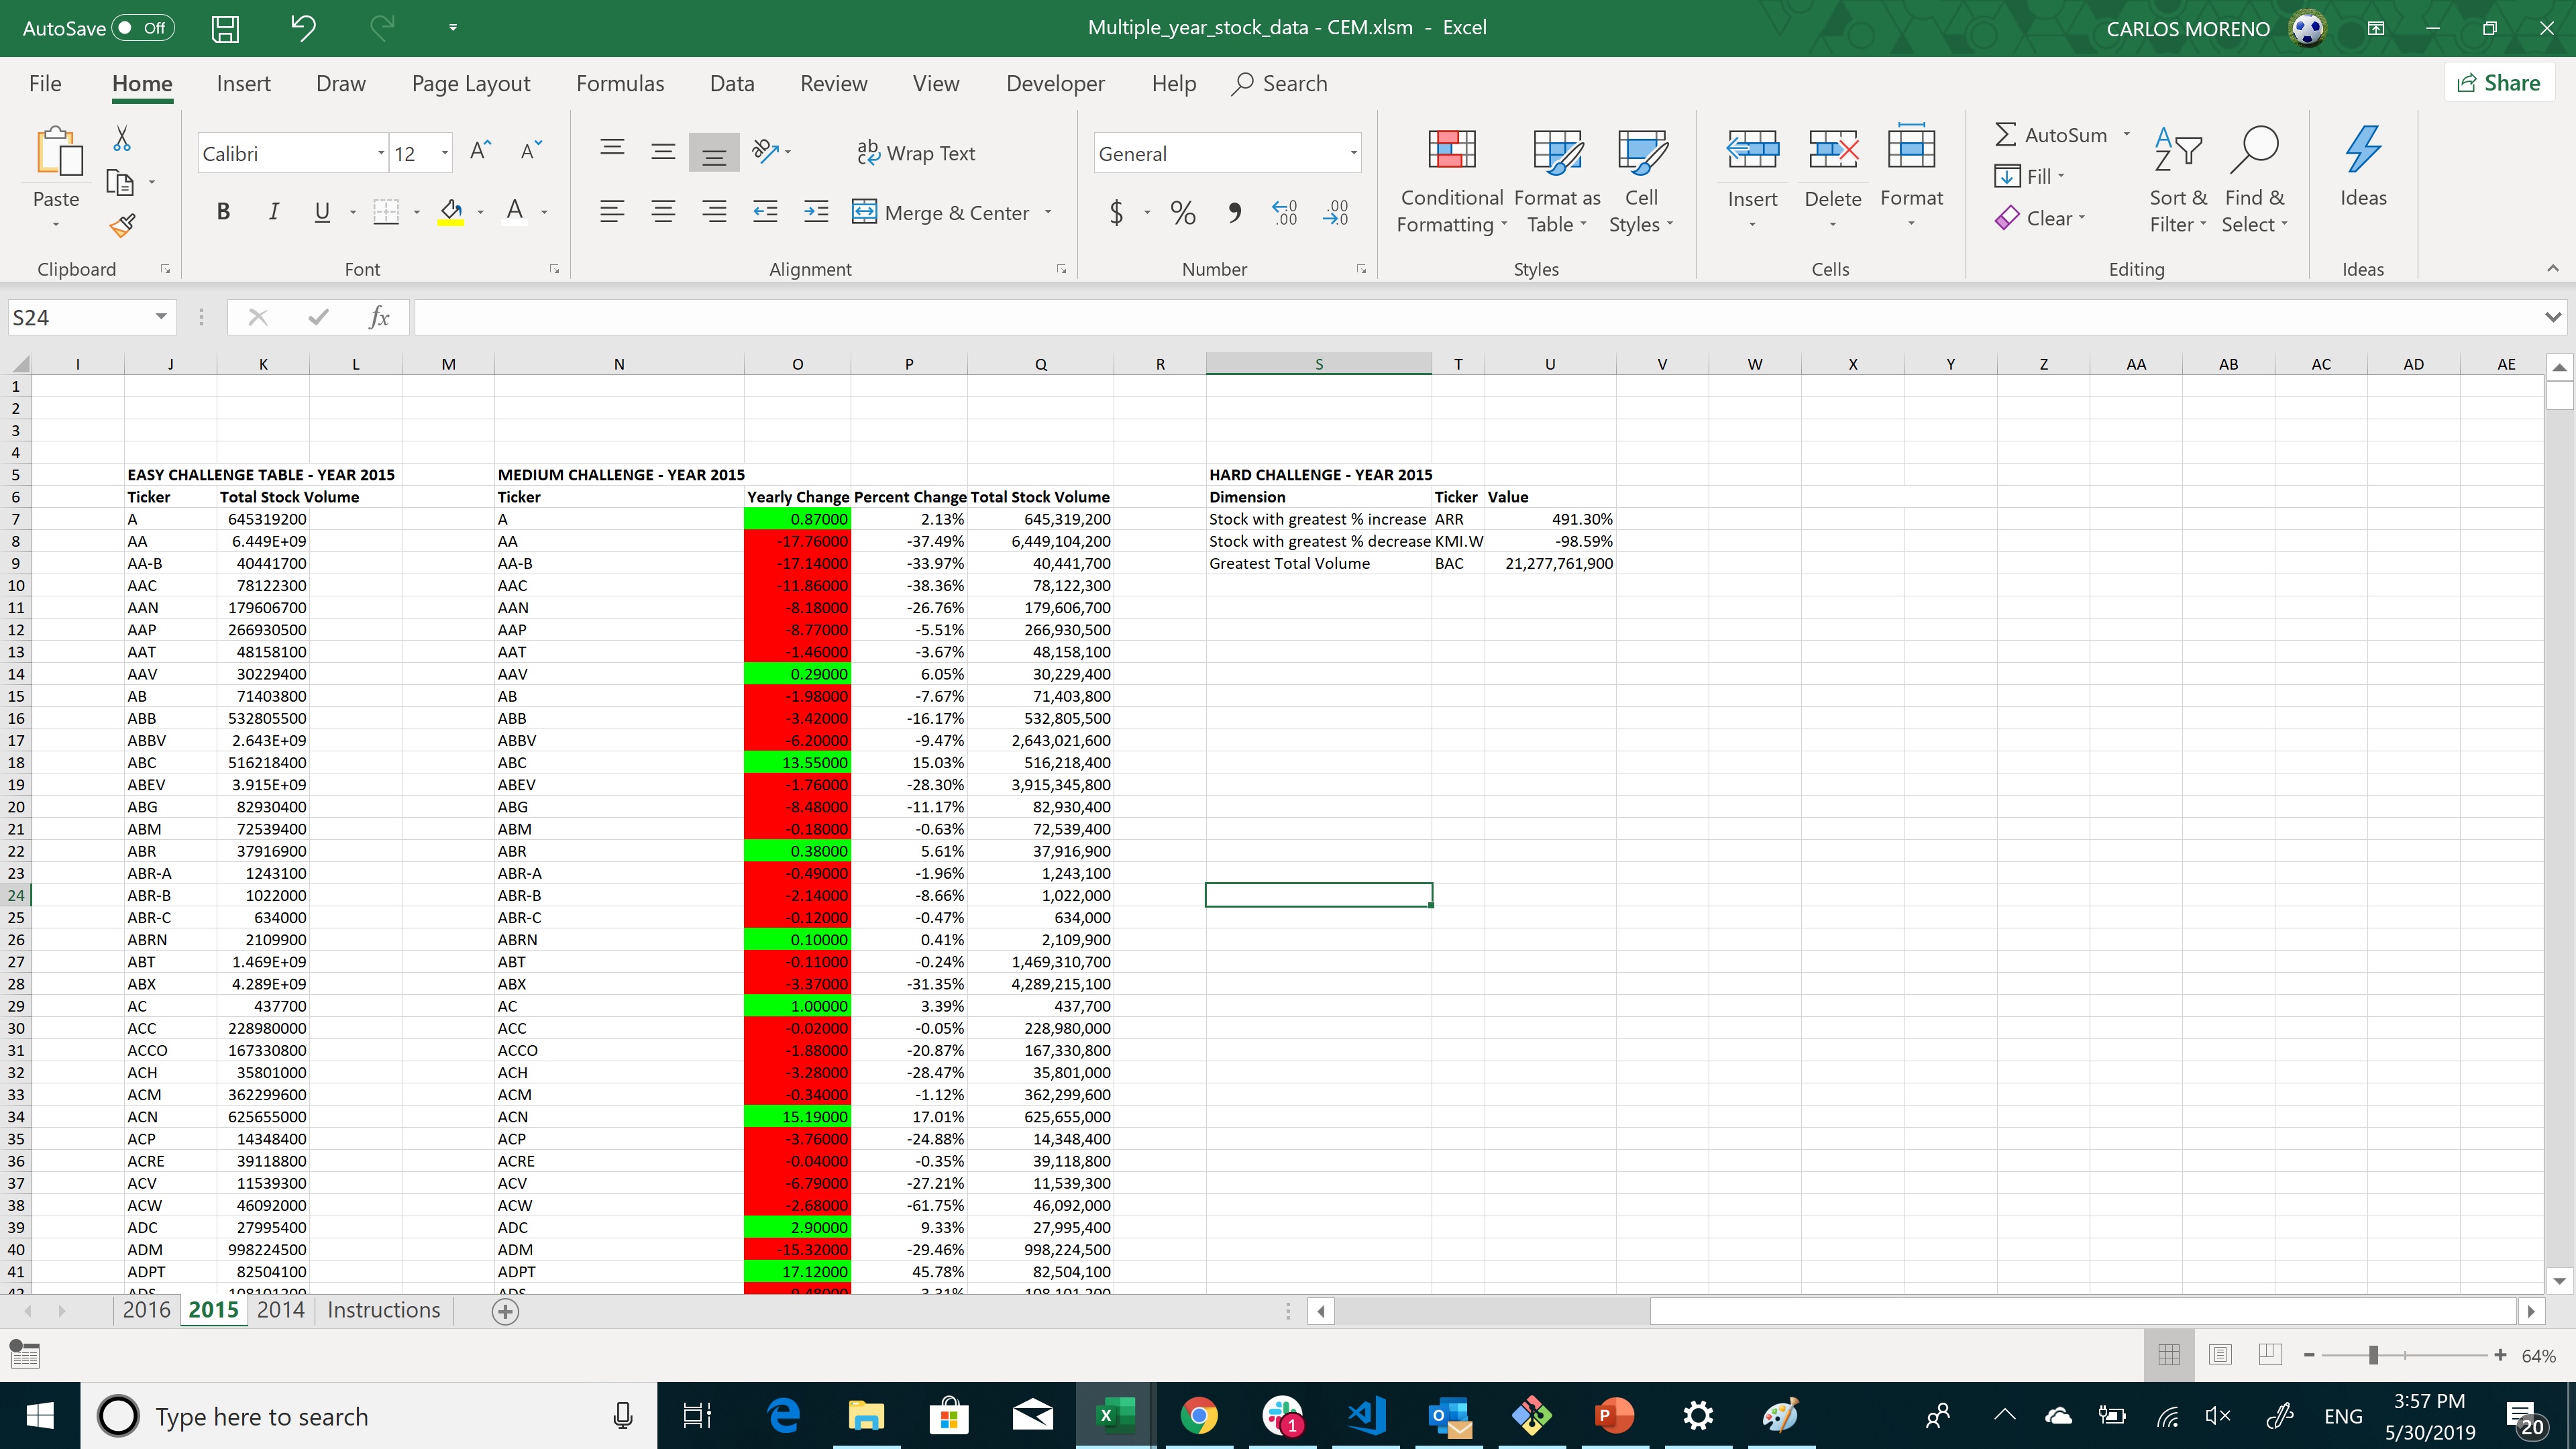 AutoSave Off
Multiple_year_stock_data - CEM.xlsm - Excel
CARLOS MORENO
File Home Insert Draw Page Layout Formulas Data Review View Developer Help Search Share
Paste
Clipboard
Calibri 12
B I U A
Font
Wrap Text
Merge & Center
Alignment
General
$ % , .00 .00
Number
Conditional Formatting
Format as Table
Cell Styles
Styles
Insert Delete Format
Cells
AutoSum
Fill
Clear
Sort & Filter
Find & Select
Editing
Ideas
Ideas
S24 fx
I J K L M N O P Q R S T U V W X Y Z AA AB AC AD AE
1
2
3
4
5 EASY CHALLENGE TABLE - YEAR 2015 MEDIUM CHALLENGE - YEAR 2015 HARD CHALLENGE - YEAR 2015
6 Ticker Total Stock Volume Ticker Yearly Change Percent Change Total Stock Volume Dimension Ticker Value
7 A 645319200 A 0.87000 2.13% 645,319,200 Stock with greatest % increase ARR 491.30%
8 AA 6.449E+09 AA -17.76000 -37.49% 6,449,104,200 Stock with greatest % decrease KMI.W -98.59%
9 AA-B 40441700 AA-B -17.14000 -33.97% 40,441,700 Greatest Total Volume BAC 21,277,761,900
10 AAC 78122300 AAC -11.86000 -38.36% 78,122,300
11 AAN 179606700 AAN -8.18000 -26.76% 179,606,700
12 AAP 266930500 AAP -8.77000 -5.51% 266,930,500
13 AAT 48158100 AAT -1.46000 -3.67% 48,158,100
14 AAV 30229400 AAV 0.29000 6.05% 30,229,400
15 AB 71403800 AB -1.98000 -7.67% 71,403,800
16 ABB 532805500 ABB -3.42000 -16.17% 532,805,500
17 ABBV 2.643E+09 ABBV -6.20000 -9.47% 2,643,021,600
18 ABC 516218400 ABC 13.55000 15.03% 516,218,400
19 ABEV 3.915E+09 ABEV -1.76000 -28.30% 3,915,345,800
20 ABG 82930400 ABG -8.48000 -11.17% 82,930,400
21 ABM 72539400 ABM -0.18000 -0.63% 72,539,400
22 ABR 37916900 ABR 0.38000 5.61% 37,916,900
23 ABR-A 1243100 ABR-A -0.49000 -1.96% 1,243,100
24 ABR-B 1022000 ABR-B -2.14000 -8.66% 1,022,000
25 ABR-C 634000 ABR-C -0.12000 -0.47% 634,000
26 ABRN 2109900 ABRN 0.10000 0.41% 2,109,900
27 ABT 1.469E+09 ABT -0.11000 -0.24% 1,469,310,700
28 ABX 4.289E+09 ABX -3.37000 -31.35% 4,289,215,100
29 AC 437700 AC 1.00000 3.39% 437,700
30 ACC 228980000 ACC -0.02000 -0.05% 228,980,000
31 ACCO 167330800 ACCO -1.88000 -20.87% 167,330,800
32 ACH 35801000 ACH -3.28000 -28.47% 35,801,000
33 ACM 362299600 ACM -0.34000 -1.12% 362,299,600
34 ACN 625655000 ACN 15.19000 17.01% 625,655,000
35 ACP 14348400 ACP -3.76000 -24.88% 14,348,400
36 ACRE 39118800 ACRE -0.04000 -0.35% 39,118,800
37 ACV 11539300 ACV -6.79000 -27.21% 11,539,300
38 ACW 46092000 ACW -2.68000 -61.75% 46,092,000
39 ADC 27995400 ADC 2.90000 9.33% 27,995,400
40 ADM 998224500 ADM -15.32000 -29.46% 998,224,500
41 ADPT 82504100 ADPT 17.12000 45.78% 82,504,100
2016 2015 2014 Instructions
64%
Type here to search
1
ENG
3:57 PM
5/30/2019
20